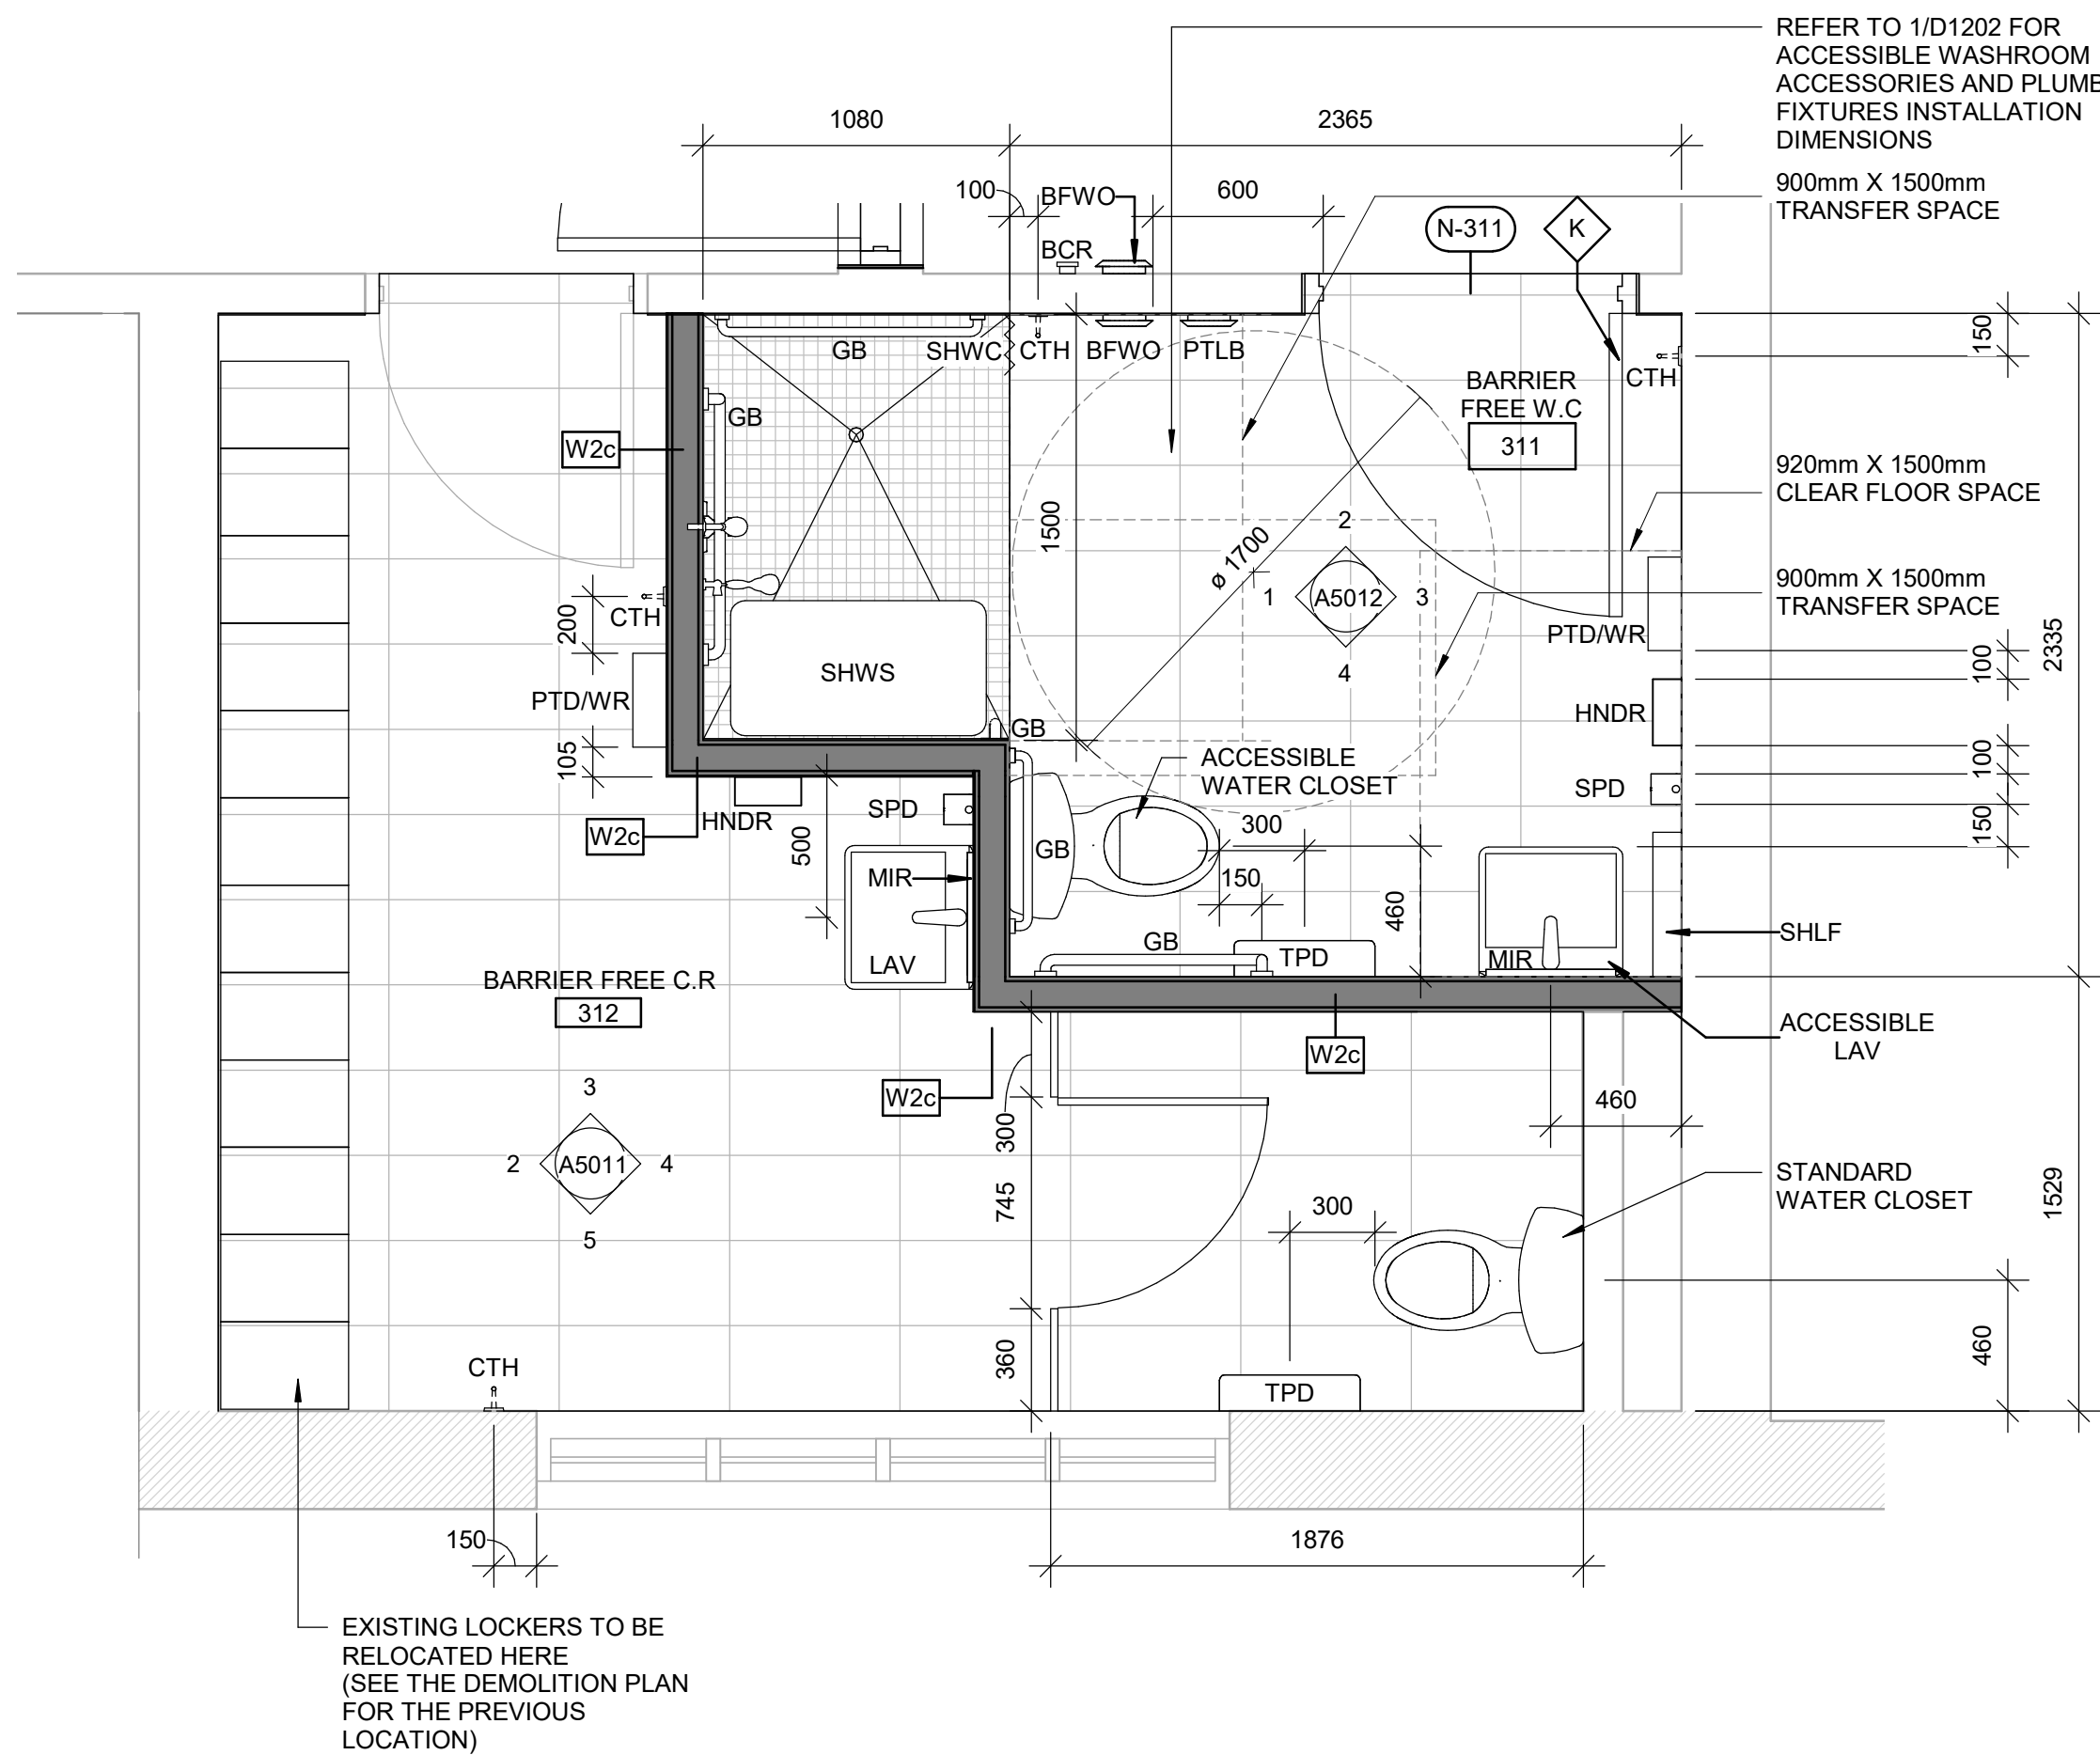 REFER TO 1/D1202 FOR
ACCESSIBLE WASHROOM
ACCESSORIES AND PLUMB
FIXTURES INSTALLATION
DIMENSIONS
1080
2365
900mm X 1500mm
TRANSFER SPACE
100
BFWO
600
N-311
K
BCR
GB
SHWC
CTH
BFWO
PTLB
150
CTH
BARRIER
FREE W.C
311
GB
W2c
920mm X 1500mm
CLEAR FLOOR SPACE
1500
ø 1700
2
1
A5012
3
4
900mm X 1500mm
TRANSFER SPACE
CTH
200
PTD/WR
2335
SHWS
PTD/WR
100
HNDR
105
GB
ACCESSIBLE
WATER CLOSET
100
SPD
HNDR
W2c
500
SPD
GB
300
150
MIR
150
460
SHLF
GB
TPD
MIR
LAV
BARRIER FREE C.R
312
ACCESSIBLE
LAV
W2c
W2c
3
2
A5011
4
5
300
460
745
STANDARD
WATER CLOSET
1529
300
460
360
CTH
TPD
150
1876
EXISTING LOCKERS TO BE
RELOCATED HERE
(SEE THE DEMOLITION PLAN
FOR THE PREVIOUS
LOCATION)